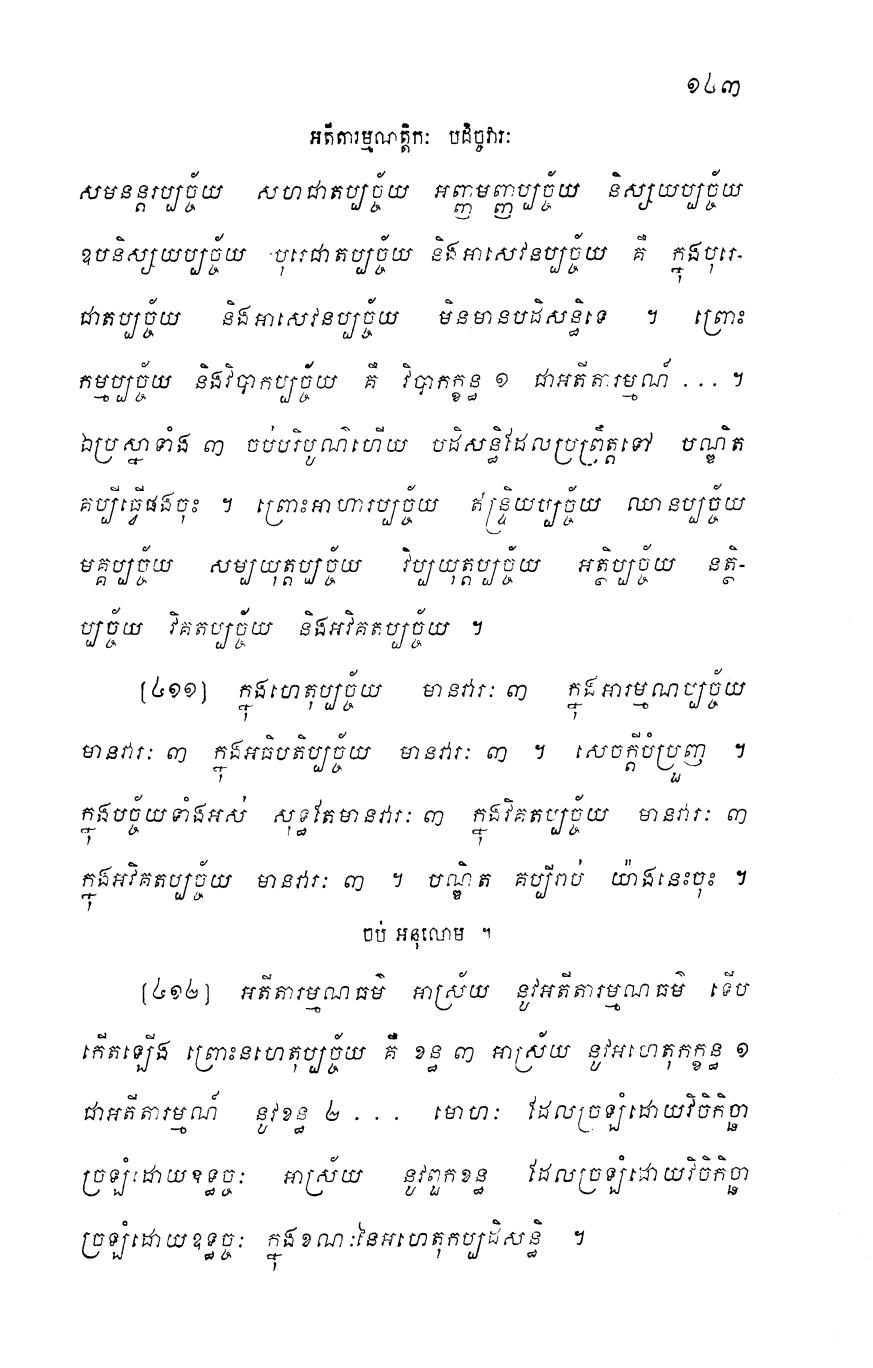 ១៤៣
អតីតារម្មណត្តិកៈ បដិច្ចវារៈ
សមនន្តរប្បច្ច័យ សហជាតប្បច្ច័យ អញ្ញមញ្ញប្បច្ច័យ និស្សយប្បច្ច័យ
ឧបនិស្សយប្បច្ច័យ បុរេជាតប្បច្ច័យ និងអាសេវនប្បច្ច័យ គឺ ក្នុងបុរេ-
ជាតប្បច្ច័យ និងអាសេវនប្បច្ច័យ មិនមានបដិសន្ធិទេ ។ ព្រោះ
កម្មប្បច្ច័យ និងវិបាកប្បច្ច័យ គឺ វិបាកក្ខន្ធ ១ ជាអតីតារម្មណ៍ ... ។
ឯប្រស្នាទាំង ៣ ចប់បរិបូណ៌ហើយ បដិសន្ធិដែលប្រព្រឹត្តទៅ បណ្ឌិត
គប្បីធ្វើផងចុះ ។ ព្រោះអាហារប្បច្ច័យ ឥន្ទ្រិយប្បច្ច័យ ឈានប្បច្ច័យ
មគ្គប្បច្ច័យ សម្បយុត្តប្បច្ច័យ វិប្បយុត្តប្បច្ច័យ អត្ថិប្បច្ច័យ នត្ថិ-
ប្បច្ច័យ វិគតប្បច្ច័យ និងអវិគតប្បច្ច័យ ។
[៤១១] ក្នុងហេតុប្បច្ច័យ មានវារៈ ៣ ក្នុងអារម្មណប្បច្ច័យ
មានវារៈ ៣ ក្នុងអធិបតិប្បច្ច័យ មានវារៈ ៣ ។ សេចក្តីបំប្រួញ ។
ក្នុងបច្ច័យទាំងអស់ សុទ្ធតែមានវារៈ ៣ ក្នុងវិគតប្បច្ច័យ មានវារៈ ៣
ក្នុងអវិគតប្បច្ច័យ មានវារៈ ៣ ។ បណ្ឌិត គប្បីរាប់ យ៉ាងនេះចុះ ។
ចប់ អនុលោម ។
[៤១២] អតីតារម្មណធម៌ អាស្រ័យ នូវអតីតារម្មណធម៌ ទើប
កើតឡើង ព្រោះនហេតុប្បច្ច័យ គឺ ខន្ធ ៣ អាស្រ័យ នូវអហេតុកក្ខន្ធ ១
ជាអតីតារម្មណ៍ នូវខន្ធ ២ ... មោហៈ ដែលច្រឡំដោយវិចិកិច្ឆា
ច្រឡំដោយឧទ្ធច្ចៈ អាស្រ័យ នូវពួកខន្ធ ដែលច្រឡំដោយវិចិកិច្ឆា
ច្រឡំដោយឧទ្ធច្ចៈ ក្នុងខណៈនៃអហេតុកប្បដិសន្ធិ ។